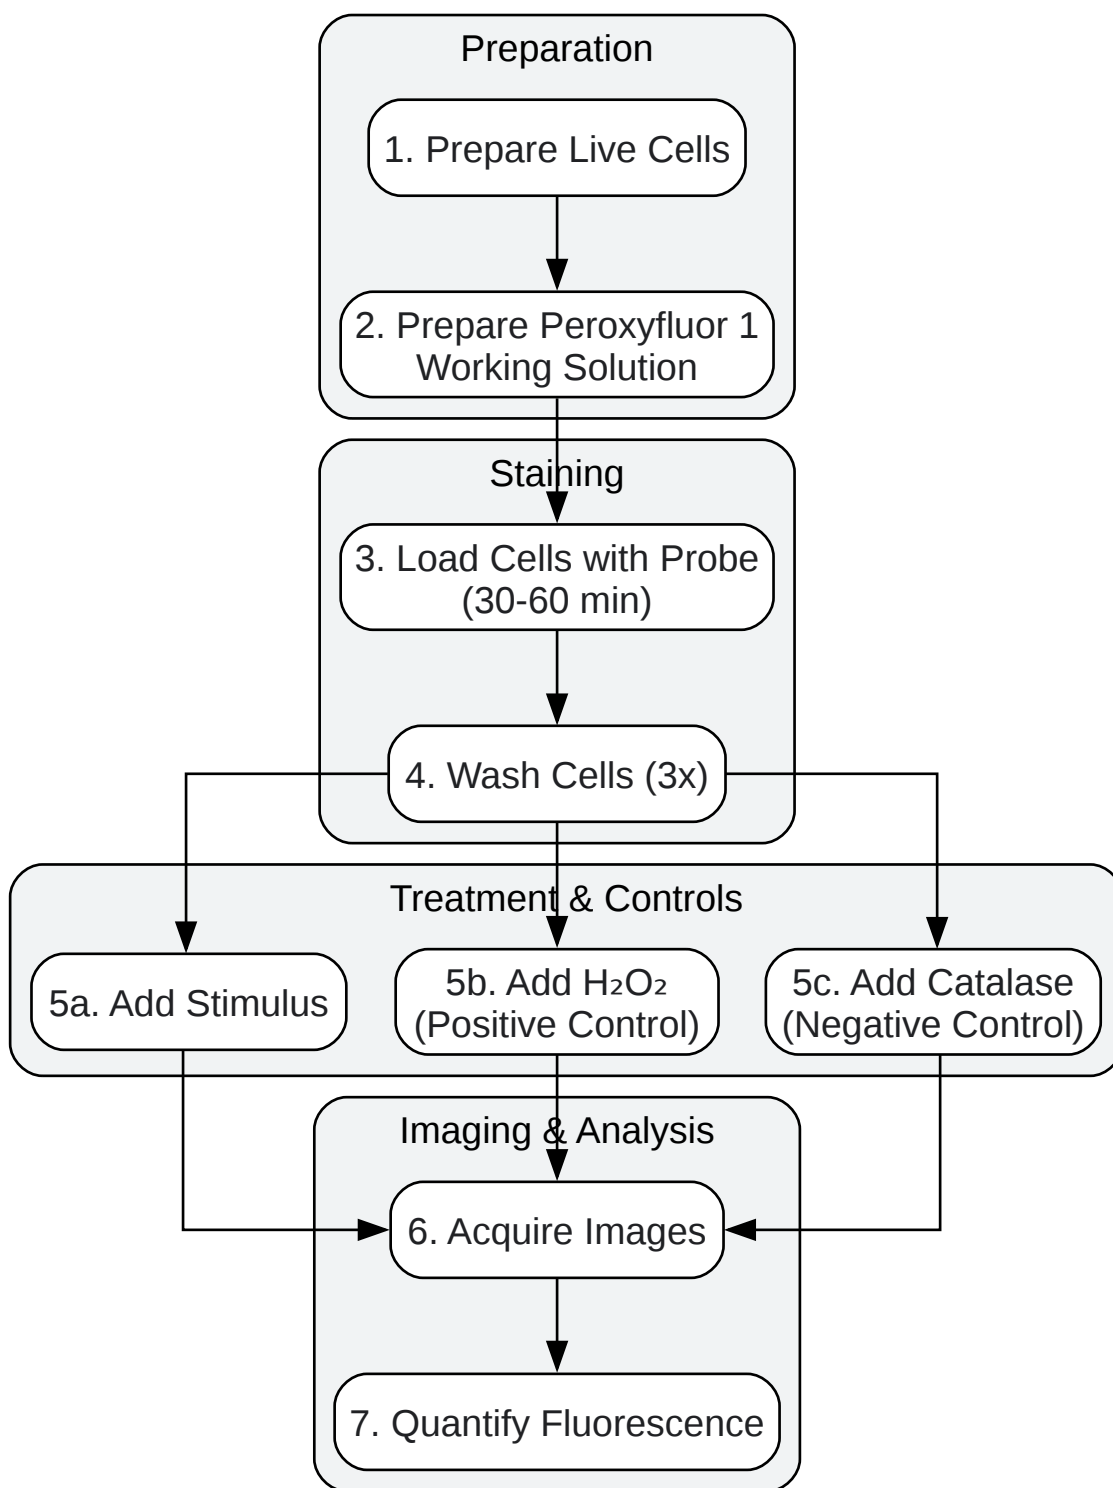 Preparation
1. Prepare Live Cells
2. Prepare Peroxyfluor 1
Working Solution
Staining
3. Load Cells with Probe
(30-60 min)
4. Wash Cells (3x)
Treatment & Controls
5a. Add Stimulus
5b. Add H₂O₂
(Positive Control)
5c. Add Catalase
(Negative Control)
Imaging & Analysis
6. Acquire Images
7. Quantify Fluorescence